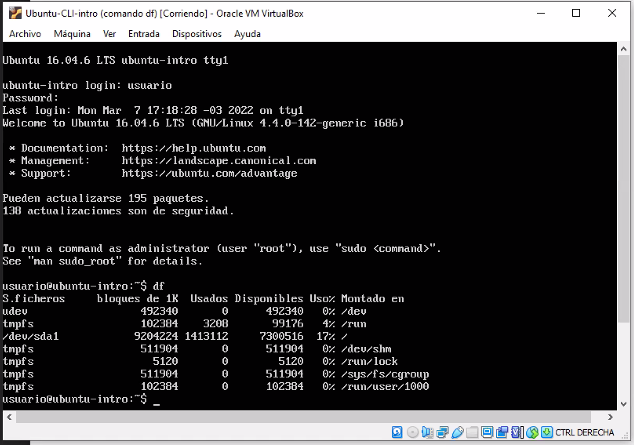 Ubuntu-CLI-intro (comando df) [Corriendo] - Oracle VM VirtualBox
Archivo Máquina Ver Entrada Dispositivos Ayuda
Ubuntu 16.04.6 LTS ubuntu-intro tty1
ubuntu-intro login: usuario
Password:
Last login: Mon Mar  7 17:18:28 -03 2022 on tty1
Welcome to Ubuntu 16.04.6 LTS (GNU/Linux 4.4.0-142-generic i686)
 * Documentation:  https://help.ubuntu.com
 * Management:     https://landscape.canonical.com
 * Support:        https://ubuntu.com/advantage
Pueden actualizarse 195 paquetes.
138 actualizaciones son de seguridad.
To run a command as administrator (user "root"), use "sudo <command>".
See "man sudo_root" for details.
usuario@ubuntu-intro:~$ df
S.ficheros     bloques de 1K  Usados Disponibles Uso% Montado en
udev                  492340       0      492340   0% /dev
tmpfs                 102384    3208       99176   4% /run
/dev/sda1            9204224 1413112     7300516  17% /
tmpfs                 511904       0      511904   0% /dev/shm
tmpfs                   5120       0        5120   0% /run/lock
tmpfs                 511904       0      511904   0% /sys/fs/cgroup
tmpfs                 102384       0      102384   0% /run/user/1000
usuario@ubuntu-intro:~$ _
CTRL DERECHA